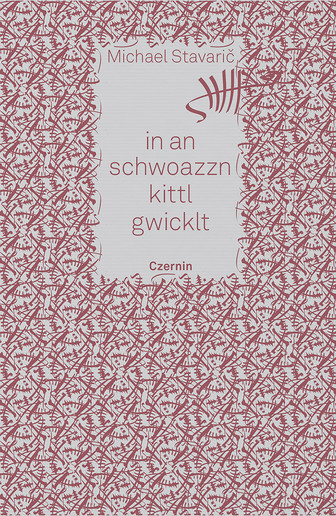 Michael Stavarič
in an
schwoazzn
kittl
gwicklt
Czernin